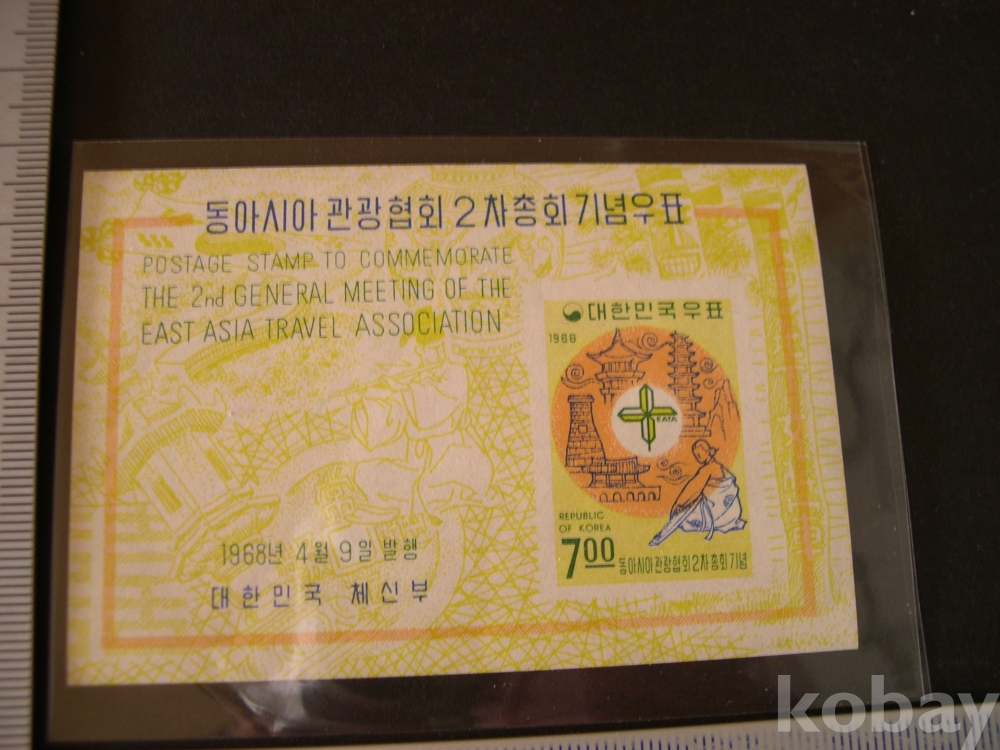 동아시아 관광협회 2차총회기념우표
POSTAGE STAMP TO COMMEMORATE
THE 2nd GENERAL MEETING OF THE
EAST ASIA TRAVEL ASSOCIATION
대한민국우표
1968
EATA
REPUBLIC
OF KOREA
700
동아시아관광협회2차총회기념
1968년 4월 9일 발행
대한민국 체신부
kobay